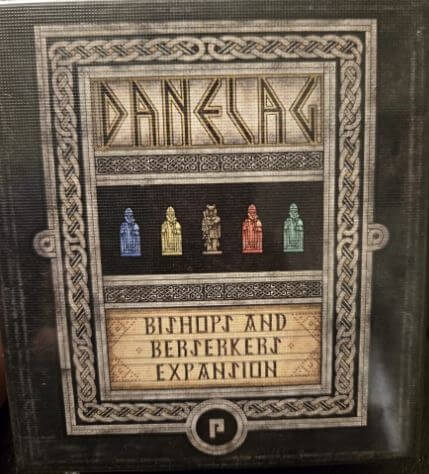 DANELAG
BISHOPS AND
BERSERKERS
EXPANSION
P